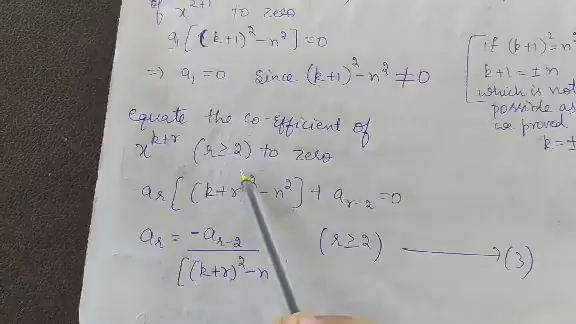 of x^{2+1} to zero
a₁[(k+1)²-n²]=0
=> a₁ = 0 since (k+1)²-n² ≠ 0
if (k+1)²=n²
k+1=±n
which is not
possible as
we proved
k=±
equate the co-efficient of
x^{k+r} (r≥2) to zero
a_r[(k+r)²-n²]+a_{r-2}=0
a_r = -a_{r-2}/[(k+r)²-n (r≥2) ⟶(3)